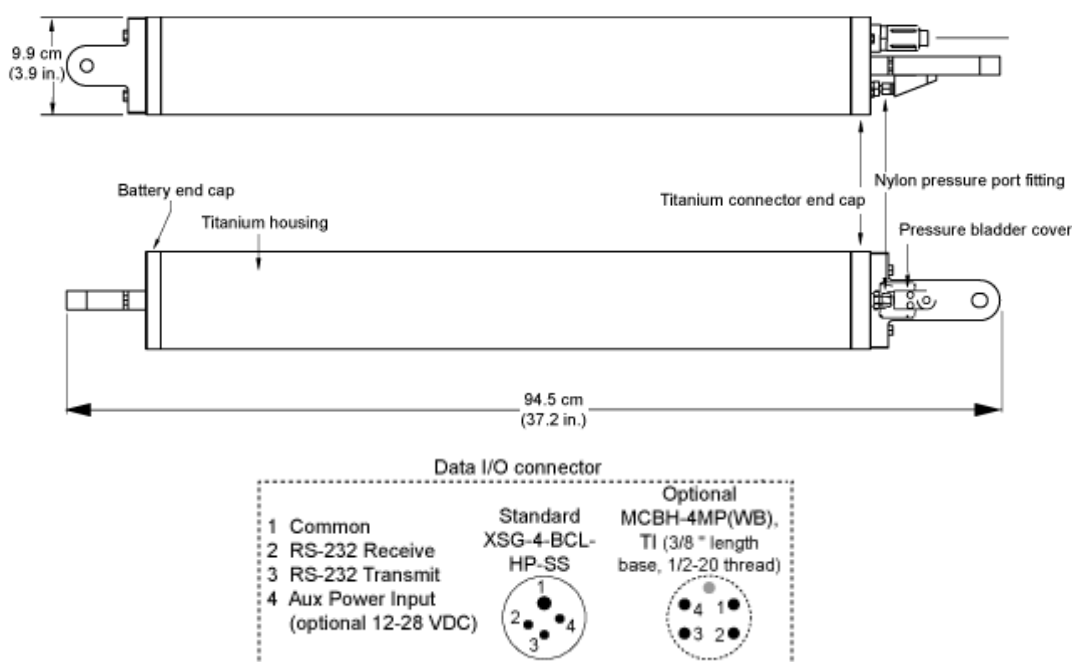 9.9 cm
(3.9 in.)
Battery end cap
Titanium housing
Titanium connector end cap
Nylon pressure port fitting
Pressure bladder cover
94.5 cm
(37.2 in.)
Data I/O connector
1 Common
2 RS-232 Receive
3 RS-232 Transmit
4 Aux Power Input
(optional 12-28 VDC)
Standard
XSG-4-BCL-
HP-SS
1
2
4
3
Optional
MCBH-4MP(WB),
TI (3/8 " length
base, 1/2-20 thread)
4 1
3 2